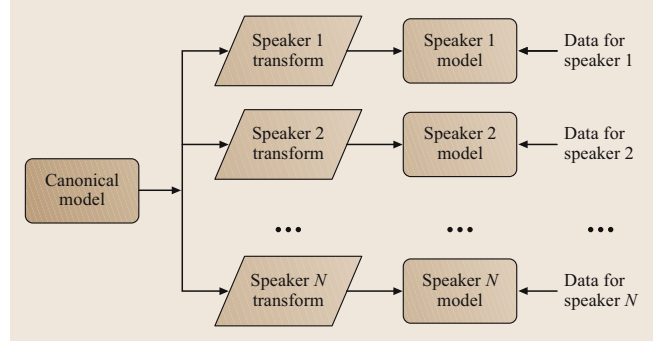 Speaker 1
transform
Speaker 1
model
Data for
speaker 1
Speaker 2
transform
Speaker 2
model
Data for
speaker 2
Canonical
model
•••
•••
•••
Speaker N
transform
Speaker N
model
Data for
speaker N